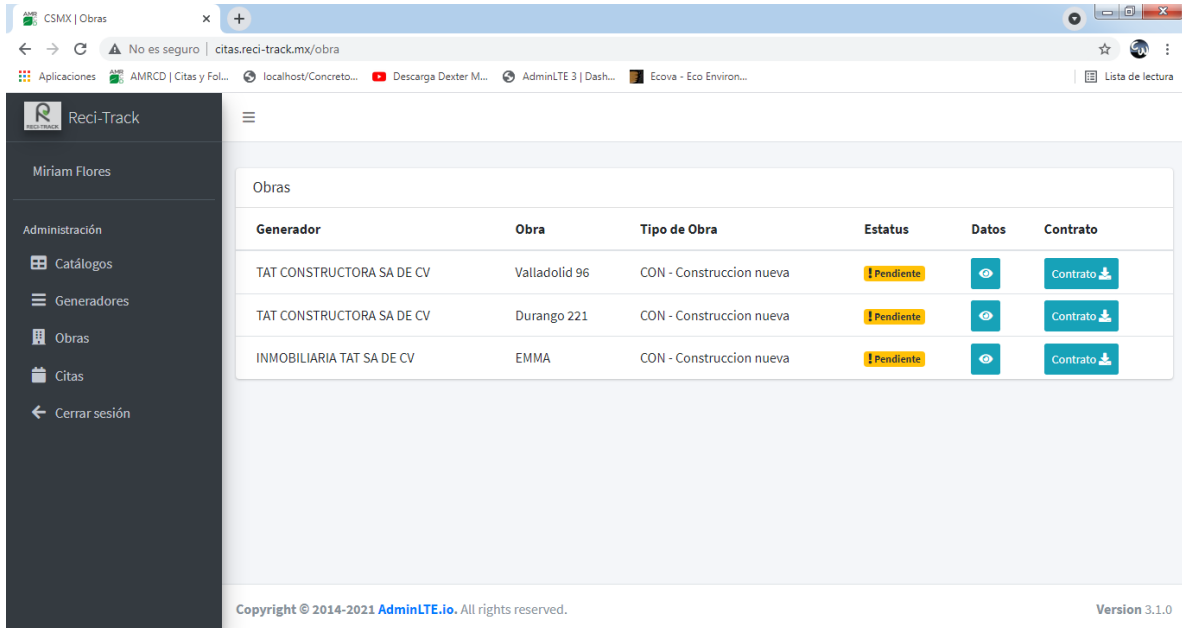 CSMX | Obras
No es seguro | citas.reci-track.mx/obra
Aplicaciones AMRCD | Citas y Fol... localhost/Concreto... Descarga Dexter M... AdminLTE 3 | Dash... Ecova - Eco Environ... Lista de lectura
RECI-TRACK Reci-Track
Miriam Flores
Administración
Catálogos
Generadores
Obras
Citas
Cerrar sesión
Obras
Generador Obra Tipo de Obra Estatus Datos Contrato
TAT CONSTRUCTORA SA DE CV Valladolid 96 CON - Construccion nueva Pendiente Contrato
TAT CONSTRUCTORA SA DE CV Durango 221 CON - Construccion nueva Pendiente Contrato
INMOBILIARIA TAT SA DE CV EMMA CON - Construccion nueva Pendiente Contrato
Copyright © 2014-2021 AdminLTE.io. All rights reserved. Version 3.1.0